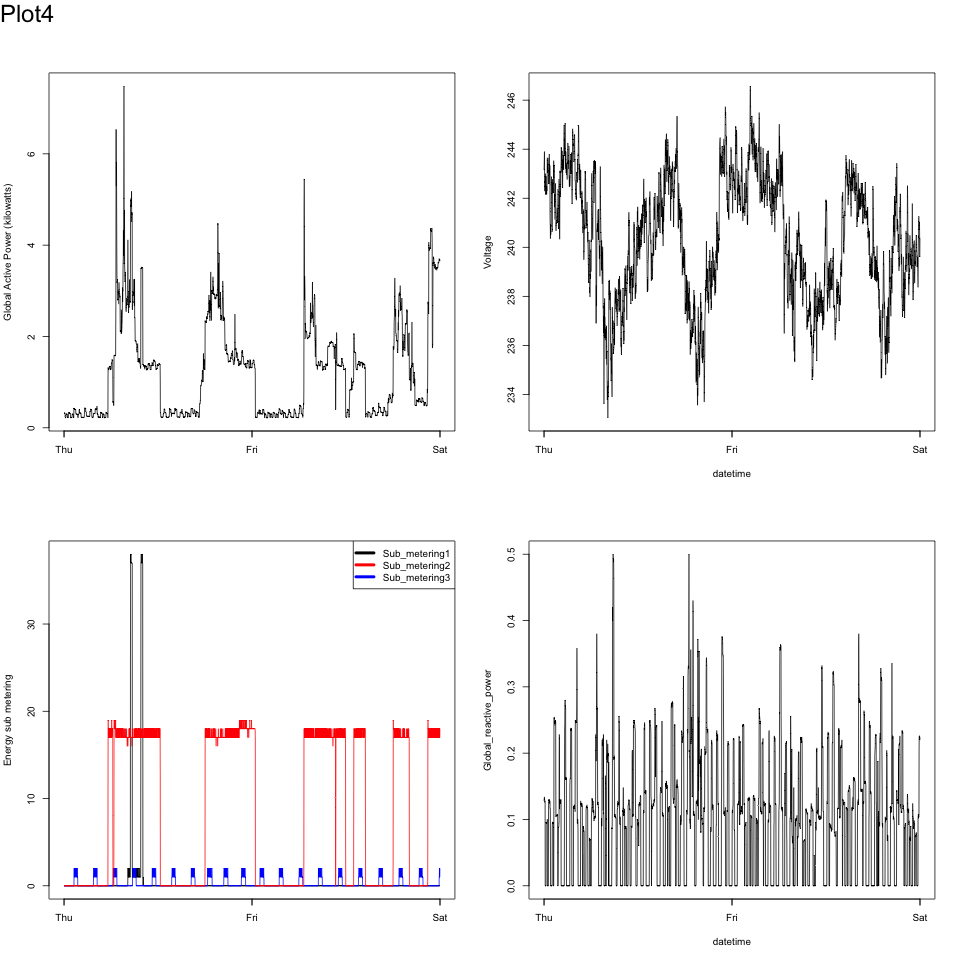 Plot4
Global Active Power (kilowatts)
6
4
2
0
Thu Fri Sat
Voltage
246
244
242
240
238
236
234
Thu Fri Sat
datetime
Energy sub metering
30
20
10
0
Sub_metering1
Sub_metering2
Sub_metering3
Thu Fri Sat
Global_reactive_power
0.5
0.4
0.3
0.2
0.1
0.0
Thu Fri Sat
datetime